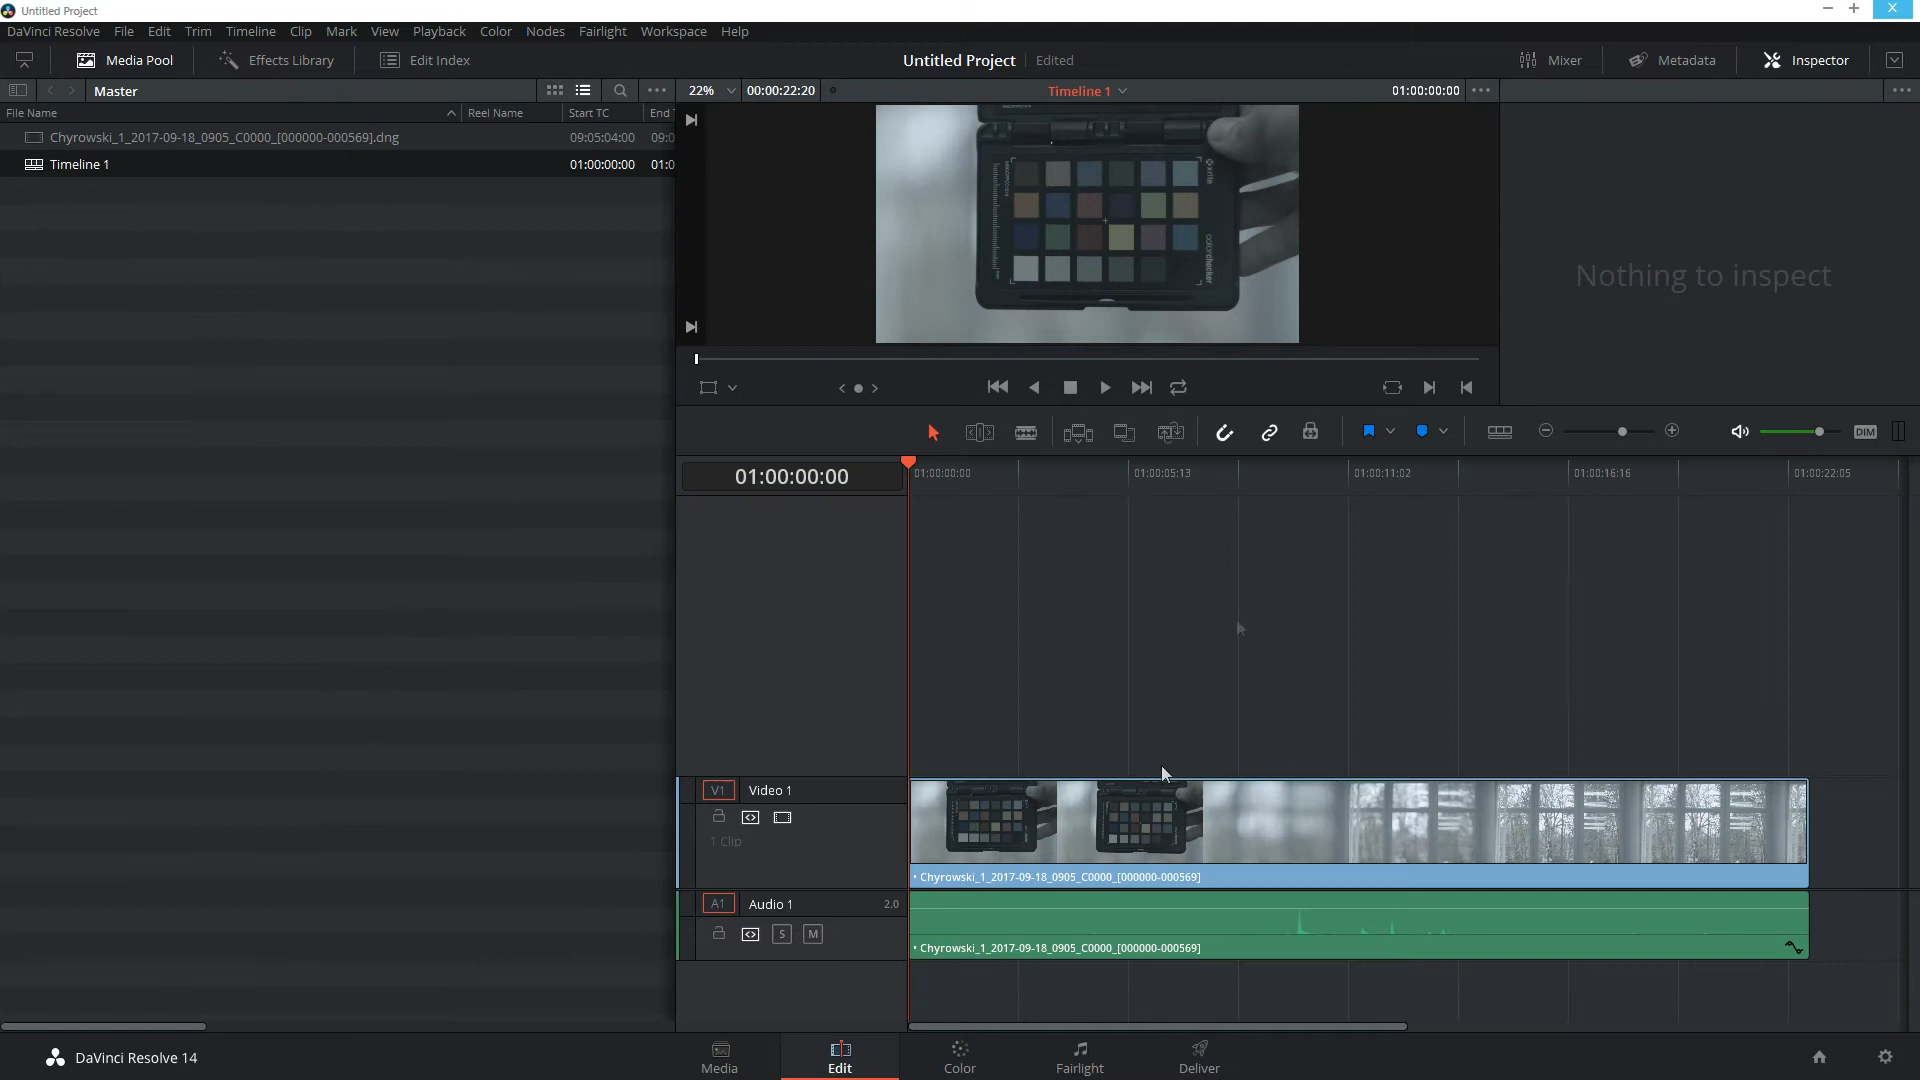 Untitled Project
DaVinci Resolve File Edit Trim Timeline Clip Mark View Playback Color Nodes Fairlight Workspace Help
Media Pool Effects Library Edit Index Untitled Project Edited Mixer Metadata Inspector
Master 22% 00:00:22:20 Timeline 1 01:00:00:00
File Name Reel Name Start TC End
Chyrowski_1_2017-09-18_0905_C0000_[000000-000569].dng 09:05:04:00 09:0
Timeline 1 01:00:00:00 01:0
x-rite
colorchecker
Nothing to inspect
DIM
01:00:00:00 01:00:00:00 01:00:05:13 01:00:11:02 01:00:16:16 01:00:22:05
V1 Video 1
1 Clip
Chyrowski_1_2017-09-18_0905_C0000_[000000-000569]
A1 Audio 1 2.0
S M
Chyrowski_1_2017-09-18_0905_C0000_[000000-000569]
DaVinci Resolve 14 Media Edit Color Fairlight Deliver